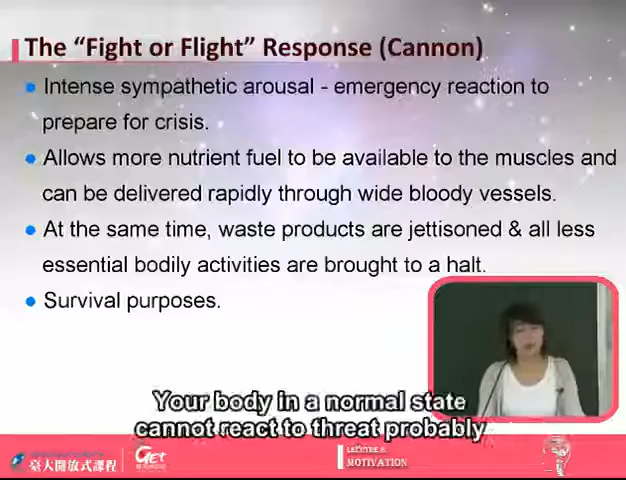 The “Fight or Flight” Response (Cannon)
Intense sympathetic arousal - emergency reaction to
prepare for crisis.
Allows more nutrient fuel to be available to the muscles and
can be delivered rapidly through wide bloody vessels.
At the same time, waste products are jettisoned & all less
essential bodily activities are brought to a halt.
Survival purposes.
Your body in a normal state
cannot react to threat probably
臺大開放式課程
GET
LECTURE 8:
MOTIVATION